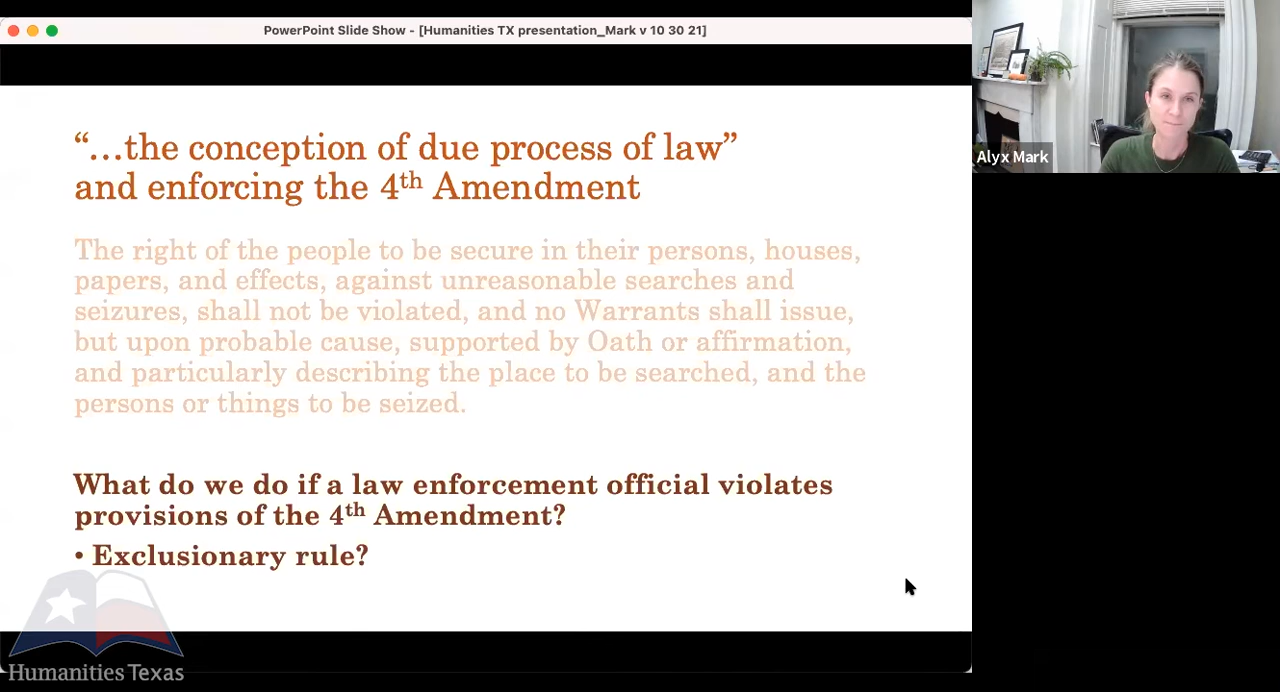 PowerPoint Slide Show - [Humanities TX presentation_Mark v 10 30 21]
“…the conception of due process of law”
and enforcing the 4th Amendment
The right of the people to be secure in their persons, houses,
papers, and effects, against unreasonable searches and
seizures, shall not be violated, and no Warrants shall issue,
but upon probable cause, supported by Oath or affirmation,
and particularly describing the place to be searched, and the
persons or things to be seized.
What do we do if a law enforcement official violates
provisions of the 4th Amendment?
• Exclusionary rule?
Humanities Texas
Alyx Mark